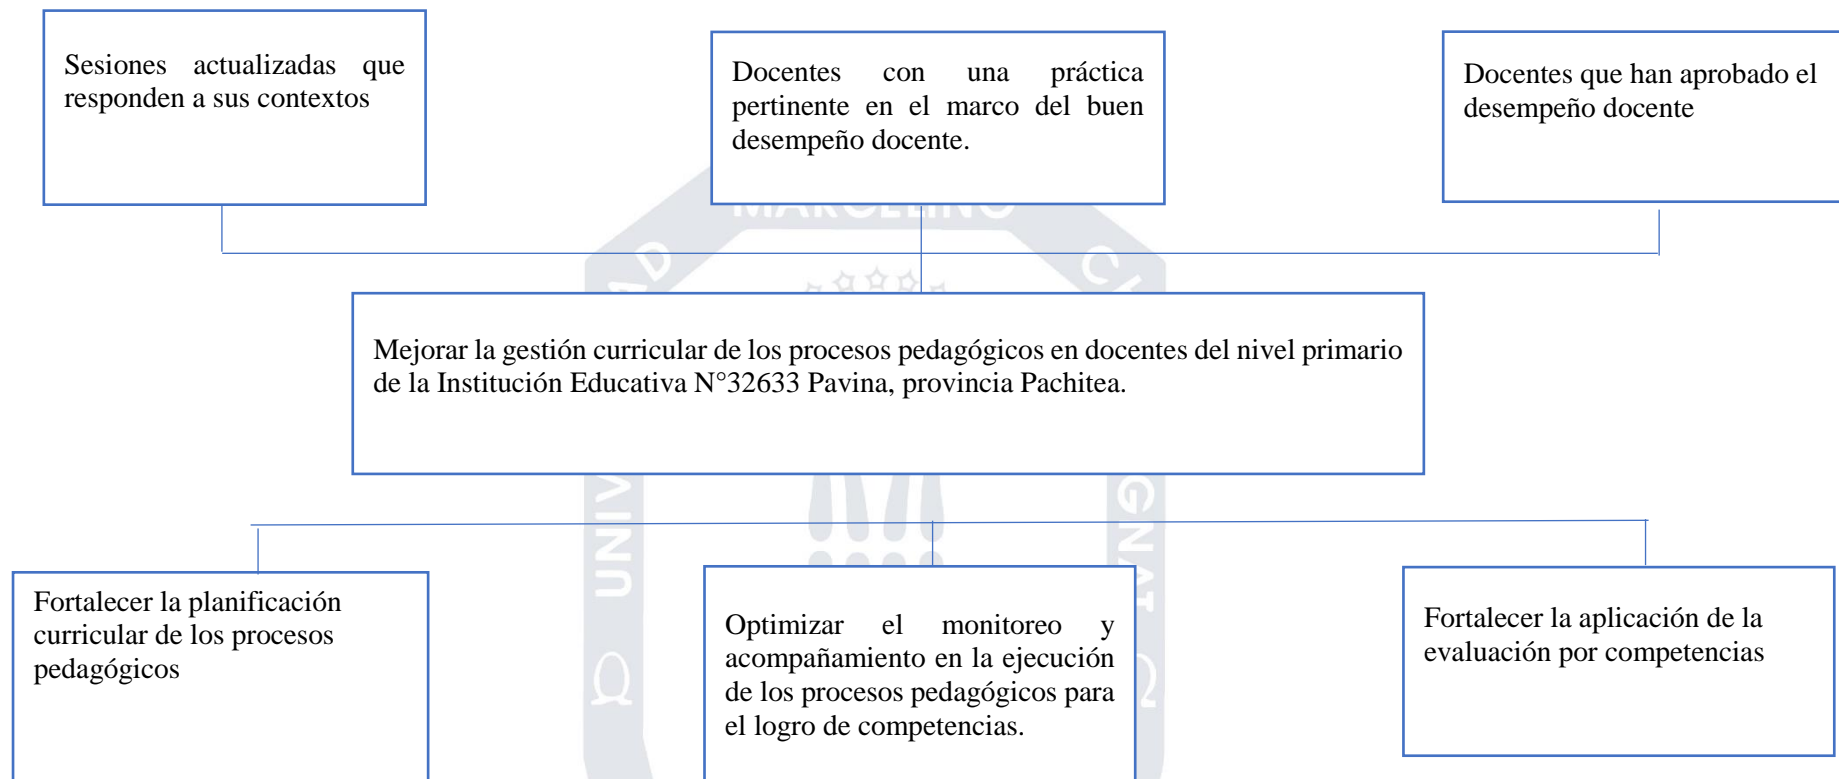 Sesiones actualizadas que
responden a sus contextos
Docentes con una práctica
pertinente en el marco del buen
desempeño docente.
Docentes que han aprobado el
desempeño docente
MARCELINO
Mejorar la gestión curricular de los procesos pedagógicos en docentes del nivel primario
de la Institución Educativa N°32633 Pavina, provincia Pachitea.
UNIV
GNAT
Fortalecer la planificación
curricular de los procesos
pedagógicos
Optimizar el monitoreo y
acompañamiento en la ejecución
de los procesos pedagógicos para
el logro de competencias.
Fortalecer la aplicación de la
evaluación por competencias